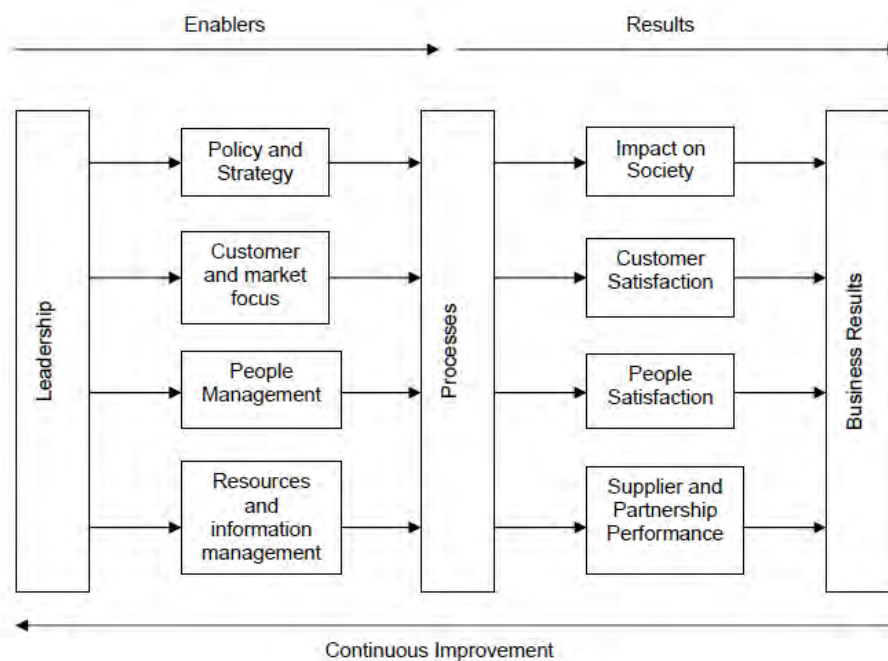 Enablers
Results
Leadership
Policy and
Strategy
Customer
and market
focus
People
Management
Resources
and
information
management
Processes
Impact on
Society
Customer
Satisfaction
People
Satisfaction
Supplier and
Partnership
Performance
Business Results
Continuous Improvement